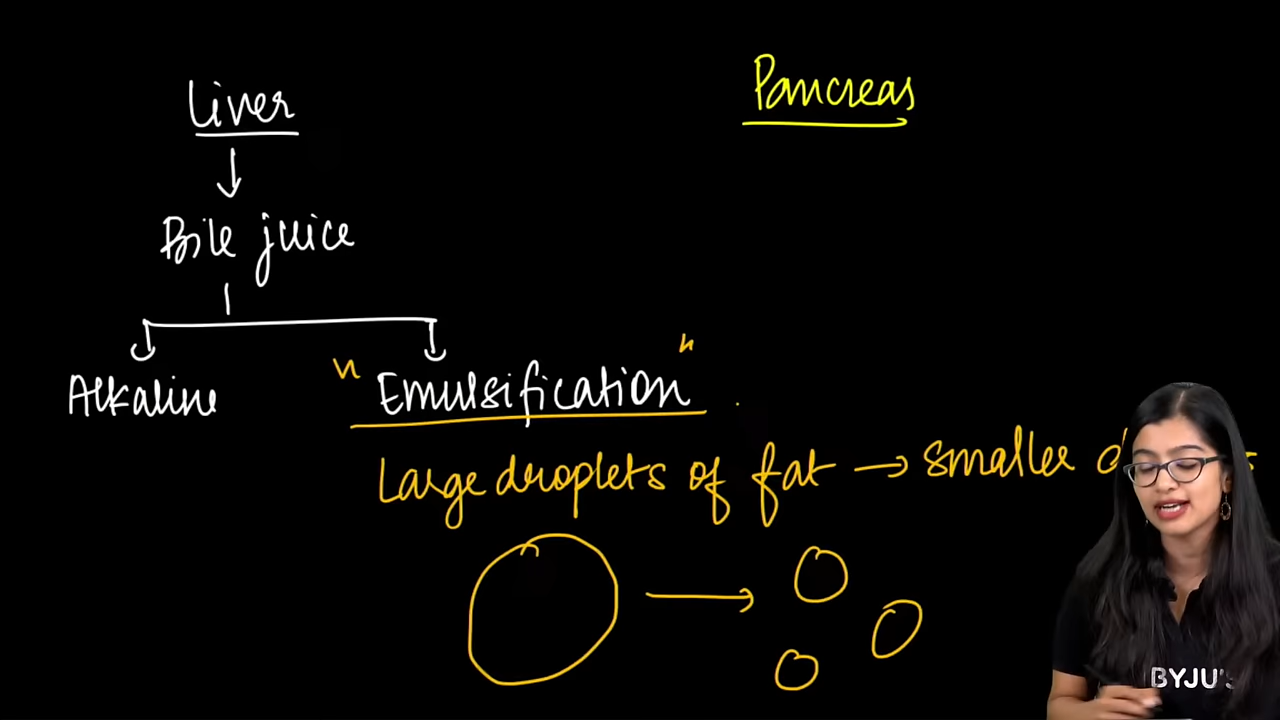 Liver
Pancreas
Bile juice
Alkaline
" Emulsification "
Large droplets of fat → smaller
BYJU'S